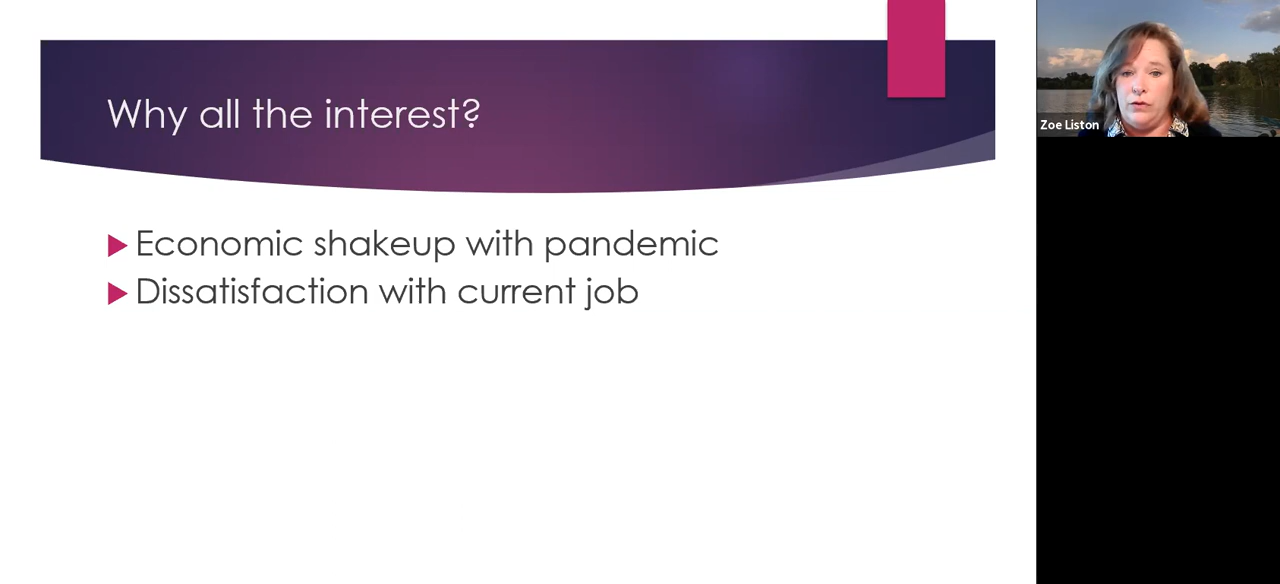 Why all the interest?
Economic shakeup with pandemic
Dissatisfaction with current job
Zoe Liston